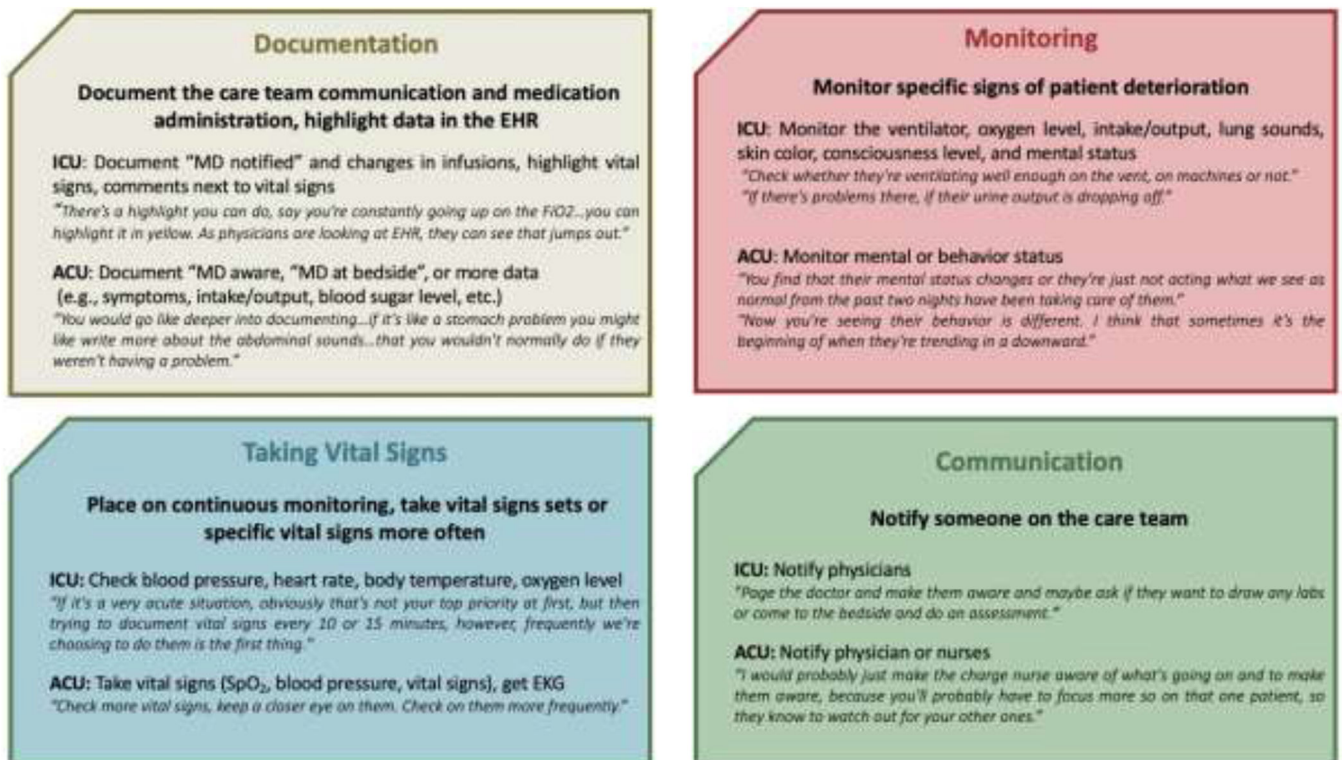 Documentation
Document the care team communication and medication
administration, highlight data in the EHR
ICU: Document “MD notified” and changes in infusions, highlight vital
signs, comments next to vital signs
“There's a highlight you can do, say you're constantly going up on the FiO2…you can
highlight it in yellow. As physicians are looking at EHR, they can see that jumps out.”
ACU: Document “MD aware, “MD at bedside”, or more data
(e.g., symptoms, intake/output, blood sugar level, etc.)
“You would go like deeper into documenting…if it's like a stomach problem you might
like write more about the abdominal sounds…that you wouldn't normally do if they
weren't having a problem.”
Monitoring
Monitor specific signs of patient deterioration
ICU: Monitor the ventilator, oxygen level, intake/output, lung sounds,
skin color, consciousness level, and mental status
“Check whether they're ventilating well enough on the vent, on machines or not.”
“If there's problems there, if their urine output is dropping off.”
ACU: Monitor mental or behavior status
“You find that their mental status changes or they're just not acting what we see as
normal from the past two nights have been taking care of them.”
“Now you're seeing their behavior is different. I think that sometimes it's the
beginning of when they're trending in a downward.”
Taking Vital Signs
Place on continuous monitoring, take vital signs sets or
specific vital signs more often
ICU: Check blood pressure, heart rate, body temperature, oxygen level
“If it's a very acute situation, obviously that's not your top priority at first, but then
trying to document vital signs every 10 or 15 minutes, however, frequently we're
choosing to do them is the first thing.”
ACU: Take vital signs (SpO₂, blood pressure, vital signs), get EKG
“Check more vital signs, keep a closer eye on them. Check on them more frequently.”
Communication
Notify someone on the care team
ICU: Notify physicians
“Page the doctor and make them aware and maybe ask if they want to draw any labs
or come to the bedside and do an assessment.”
ACU: Notify physician or nurses
“I would probably just make the charge nurse aware of what's going on and to make
them aware, because you'll probably have to focus more so on that one patient, so
they know to watch out for your other ones.”